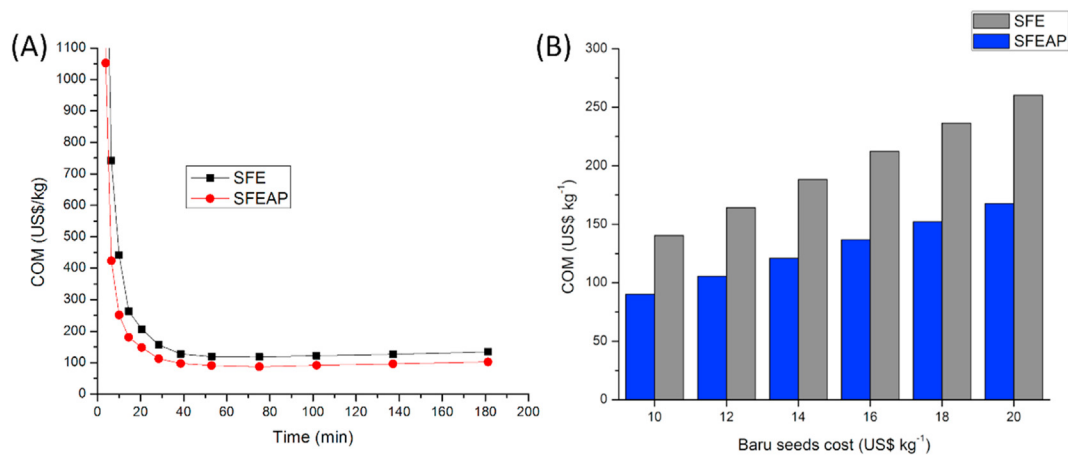 (A)
1100
1000
900
800
700
600
500
400
300
200
100
0
COM (US$/kg)
SFE
SFEAP
0 20 40 60 80 100 120 140 160 180 200
Time (min)
(B)
SFE
SFEAP
300
250
200
150
100
50
0
COM (US$ kg⁻¹)
10 12 14 16 18 20
Baru seeds cost (US$ kg⁻¹)